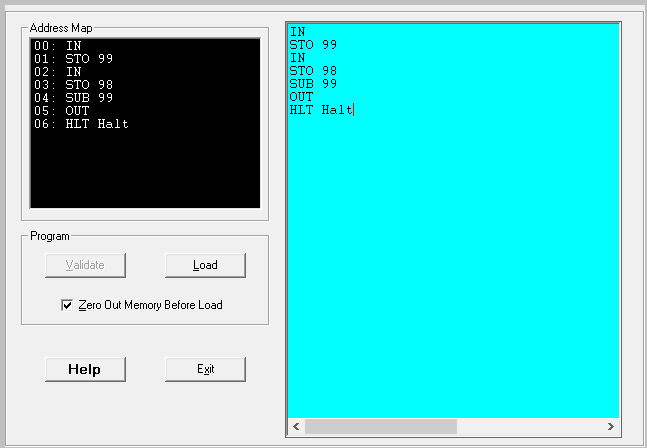 Address Map
00: IN
01: STO 99
02: IN
03: STO 98
04: SUB 99
05: OUT
06: HLT Halt
Program
Validate
Load
Zero Out Memory Before Load
Help
Exit
IN
STO 99
IN
STO 98
SUB 99
OUT
HLT Halt